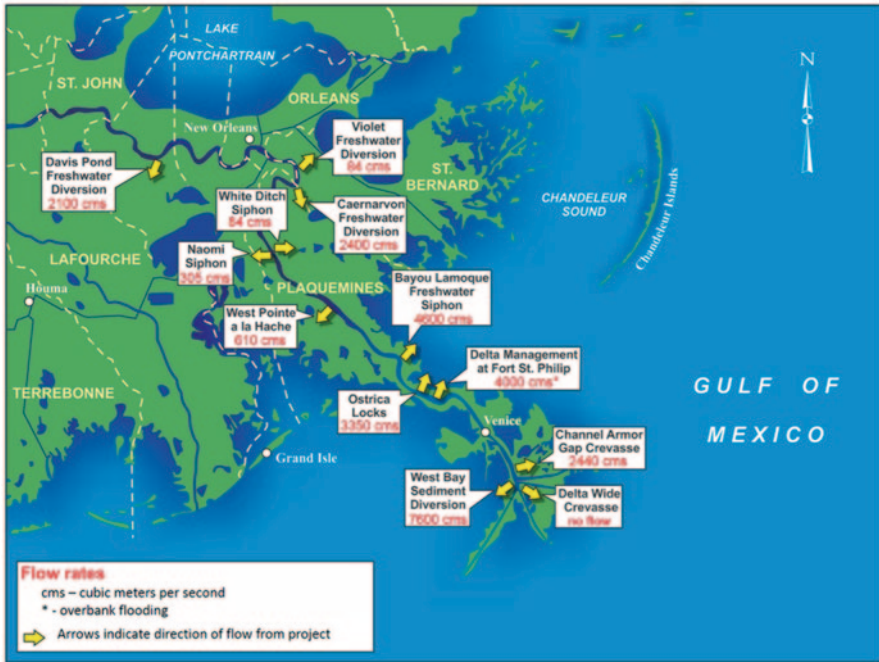 LAKE
PONTCHARTRAIN
N
ST. JOHN
ORLEANS
New Orleans
Violet
Freshwater
Diversion
84 cms
ST.
BERNARD
Davis Pond
Freshwater
Diversion
2100 cms
White Ditch
Siphon
54 cms
Caernarvon
Freshwater
Diversion
2400 cms
CHANDELEUR
SOUND
Chandeleur Islands
Naomi
Siphon
305 cms
LAFOURCHE
Houma
PLAQUEMINES
Bayou Lamoque
Freshwater
Siphon
4600 cms
West Pointe
a la Hache
610 cms
Delta Management
at Fort St. Philip
4000 cms*
TERREBONNE
Ostrica
Locks
3350 cms
GULF OF
MEXICO
Venice
Grand Isle
Channel Armor
Gap Crevasse
2440 cms
West Bay
Sediment
Diversion
7600 cms
Delta Wide
Crevasse
no flow
Flow rates
cms – cubic meters per second
* - overbank flooding
Arrows indicate direction of flow from project